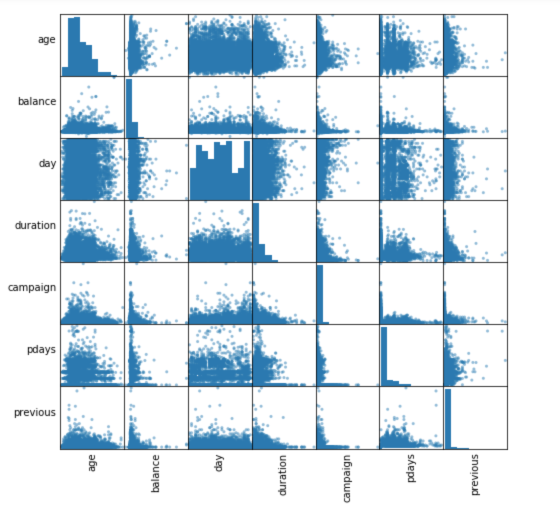 age
balance
day
duration
campaign
pdays
previous
age
balance
day
duration
campaign
pdays
previous